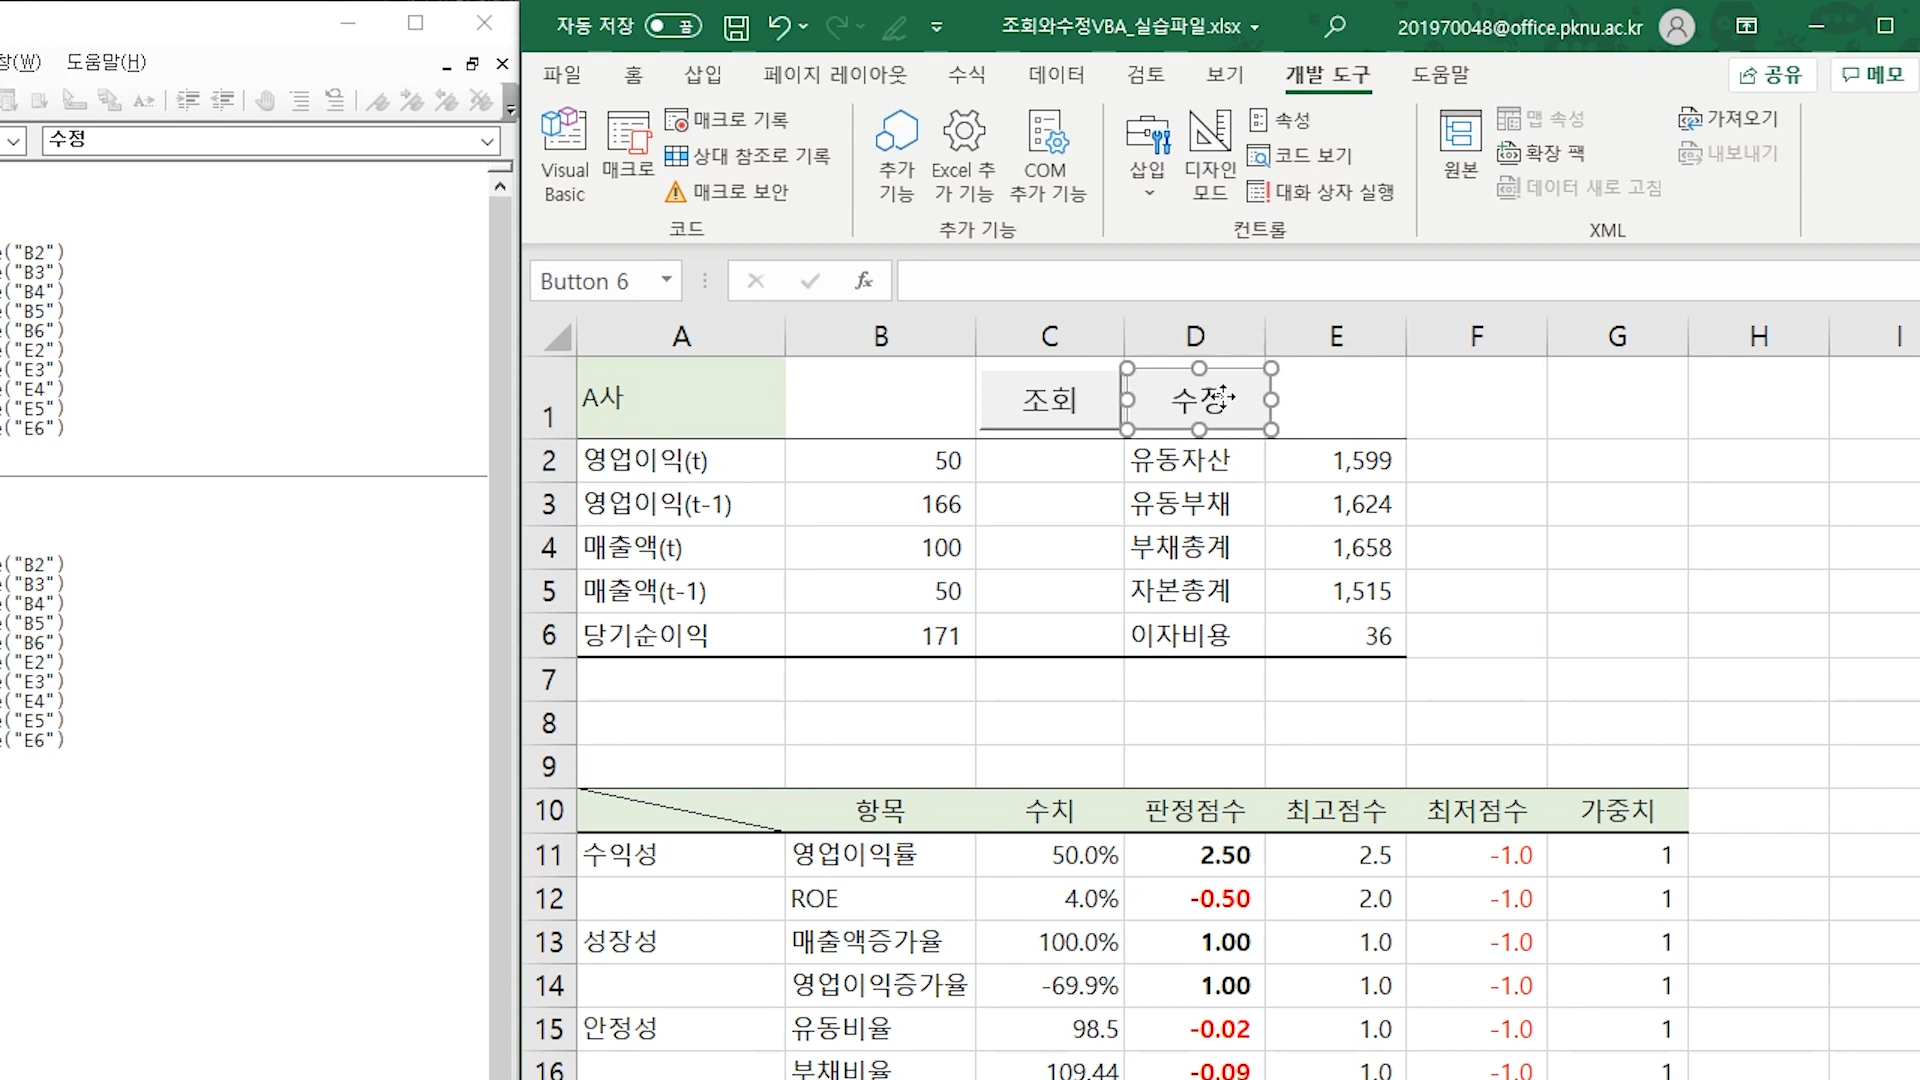 창(W) 도움말(H)
수정
e("B2")
e("B3")
e("B4")
e("B5")
e("B6")
e("E2")
e("E3")
e("E4")
e("E5")
e("E6")
e("B2")
e("B3")
e("B4")
e("B5")
e("B6")
e("E2")
e("E3")
e("E4")
e("E5")
e("E6")
자동 저장 끔 조회와수정VBA_실습파일.xlsx 201970048@office.pknu.ac.kr
파일 홈 삽입 페이지 레이아웃 수식 데이터 검토 보기 개발 도구 도움말 공유 메모
Visual Basic
매크로
매크로 기록
상대 참조로 기록
매크로 보안
코드
추가 기능
Excel 추가 기능
COM 추가 기능
추가 기능
삽입
디자인 모드
속성
코드 보기
대화 상자 실행
컨트롤
원본
맵 속성
확장 팩
데이터 새로 고침
가져오기
내보내기
XML
Button 6 fx
A B C D E F G H I
1 A사 조회 수정
2 영업이익(t) 50 유동자산 1,599
3 영업이익(t-1) 166 유동부채 1,624
4 매출액(t) 100 부채총계 1,658
5 매출액(t-1) 50 자본총계 1,515
6 당기순이익 171 이자비용 36
7
8
9
10 항목 수치 판정점수 최고점수 최저점수 가중치
11 수익성 영업이익률 50.0% 2.50 2.5 -1.0 1
12 ROE 4.0% -0.50 2.0 -1.0 1
13 성장성 매출액증가율 100.0% 1.00 1.0 -1.0 1
14 영업이익증가율 -69.9% 1.00 1.0 -1.0 1
15 안정성 유동비율 98.5 -0.02 1.0 -1.0 1
16 부채비율 109.44 -0.09 1.0 -1.0 1